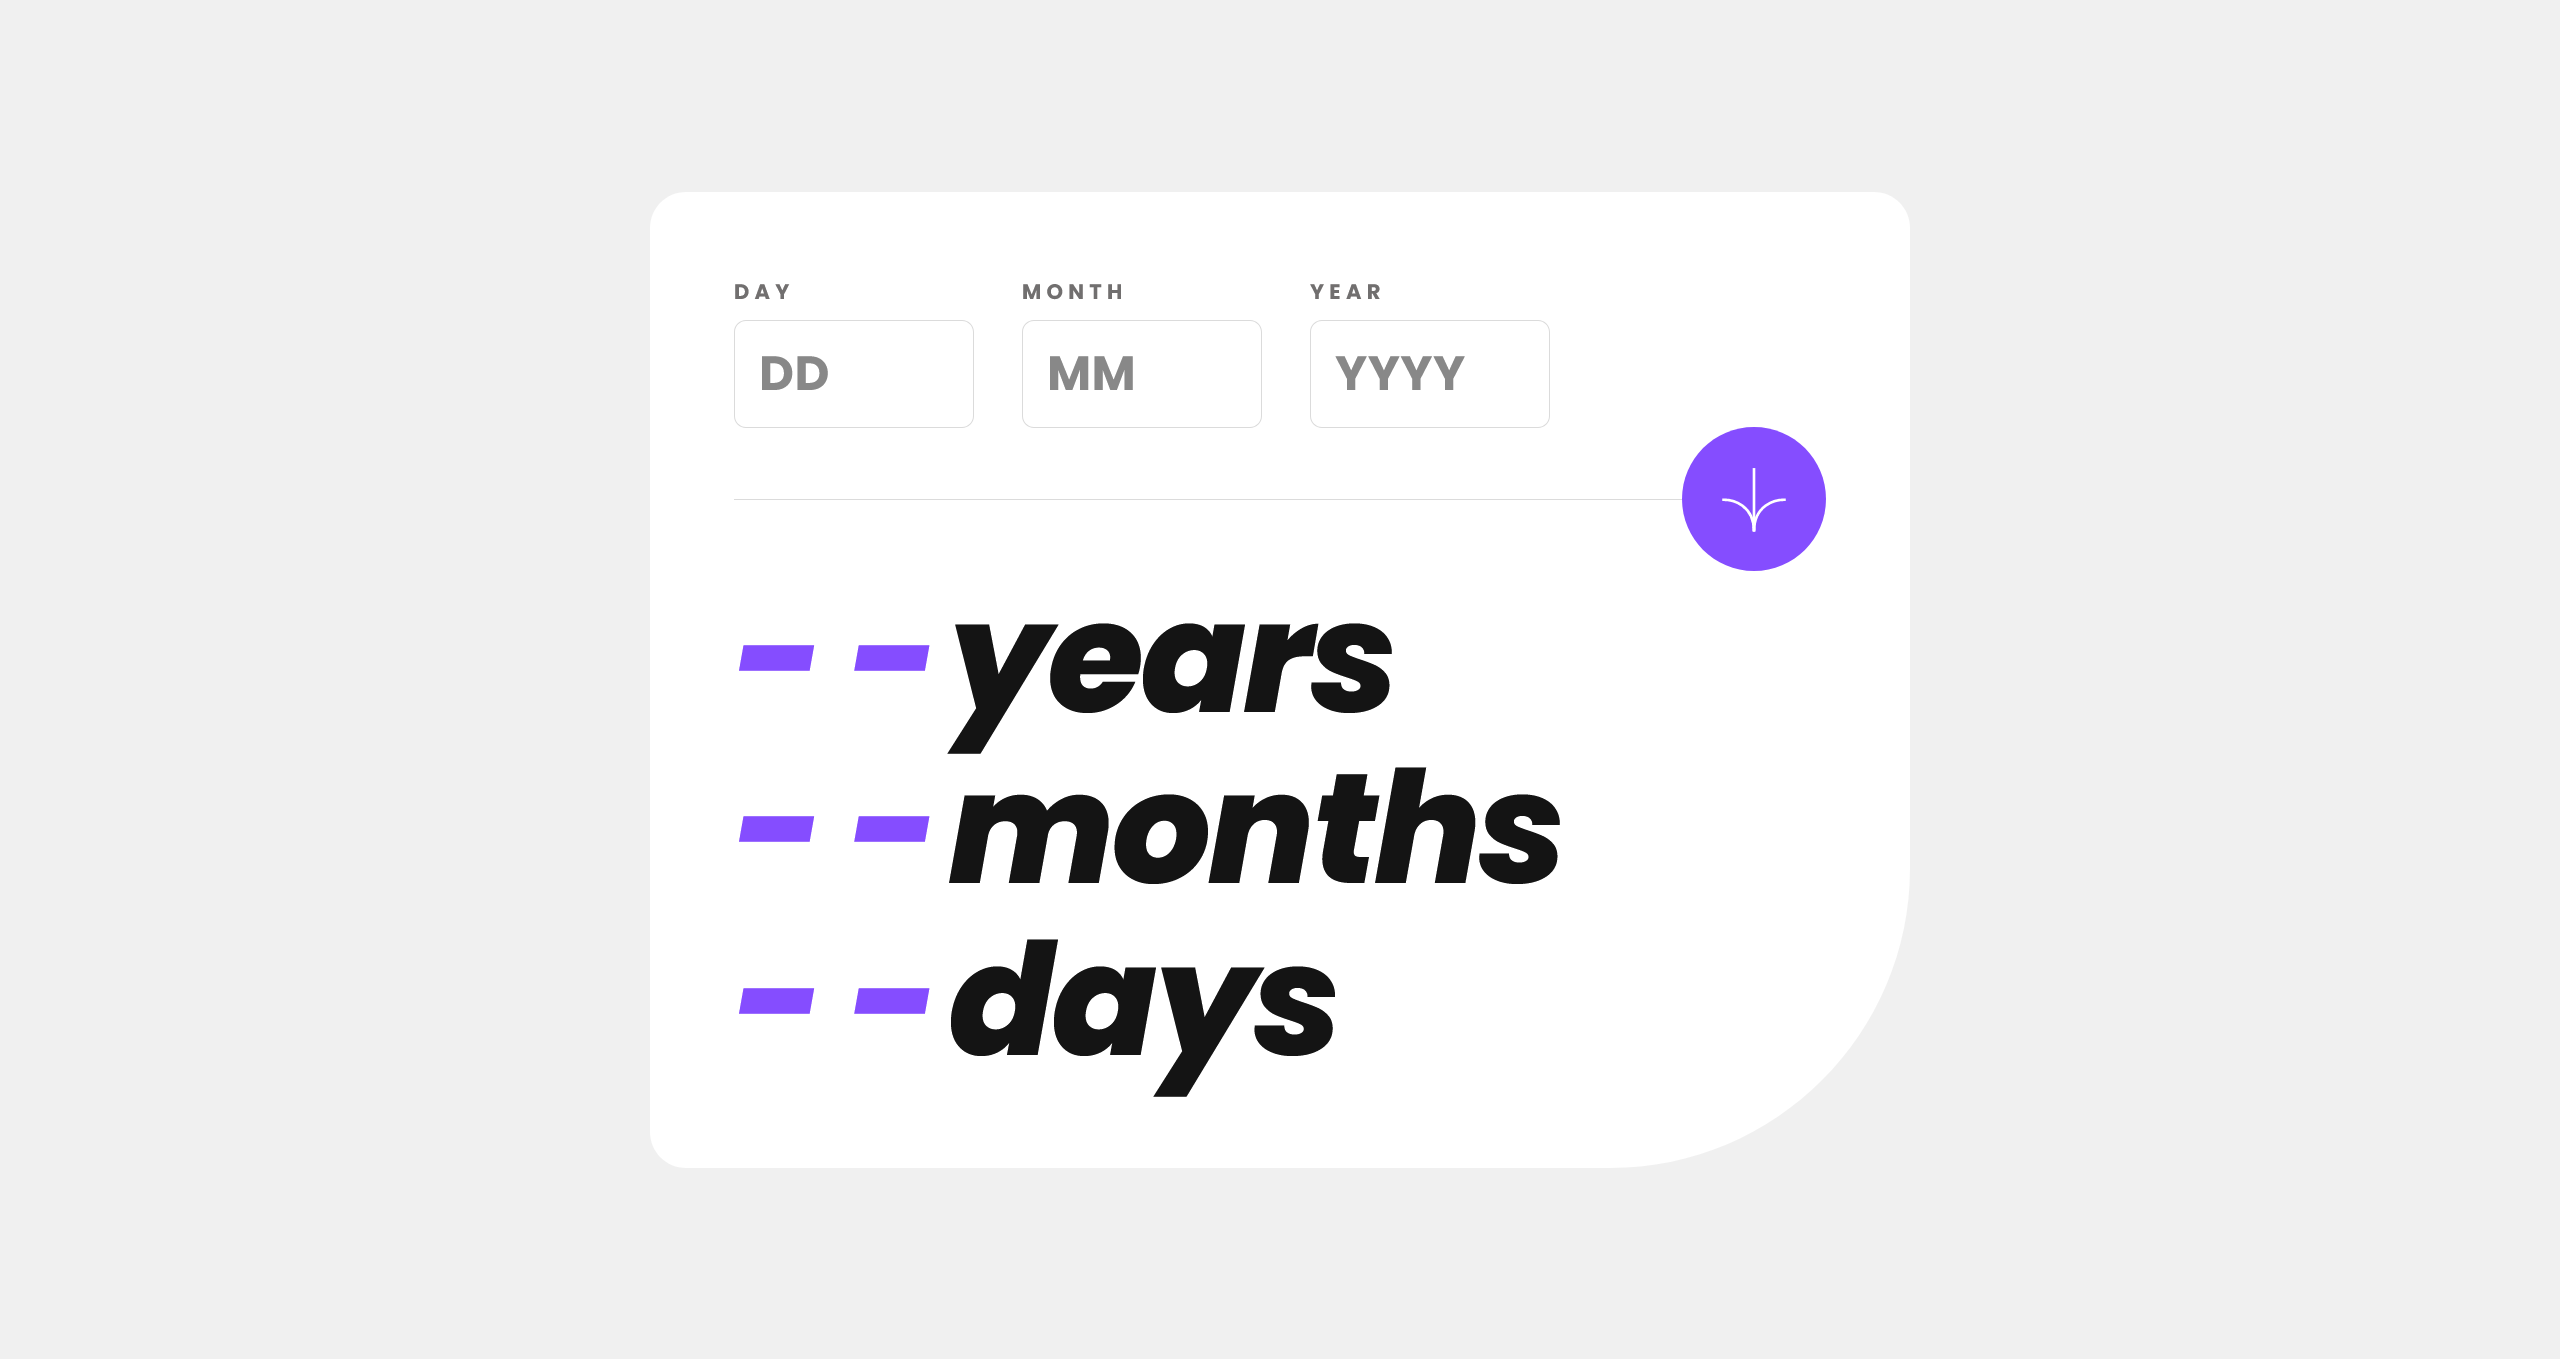 DAY MONTH YEAR
DD MM YYYY
- - years
- - months
- - days